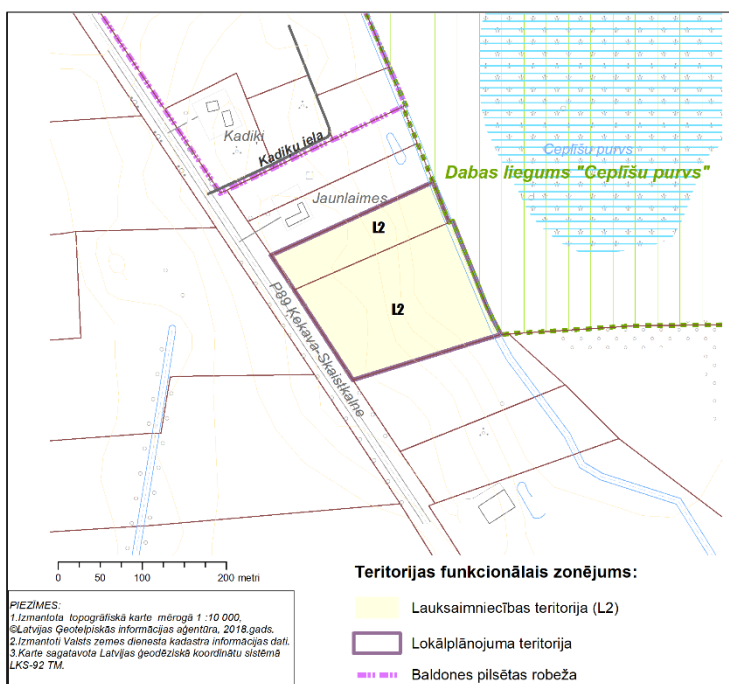 Kadiki
Kadiķu iela
Ceplīšu purvs
Dabas liegums "Ceplīšu purvs"
Jaunlaimes
L2
L2
P89 Ķekava-Skaistkalne
0 50 100 200 metri
Teritorijas funkcionālais zonējums:
Lauksaimniecības teritorija (L2)
Lokālplānojuma teritorija
Baldones pilsētas robeža
PIEZĪMES:
1.Izmantota topogrāfiskā karte mērogā 1 :10 000,
©Latvijas Ģeotelpiskās informācijas aģentūra, 2018.gads.
2.Izmantoti Valsts zemes dienesta kadastra informācijas dati.
3.Karte sagatavota Latvijas ģeodēziskā koordinātu sistēmā
LKS-92 TM.